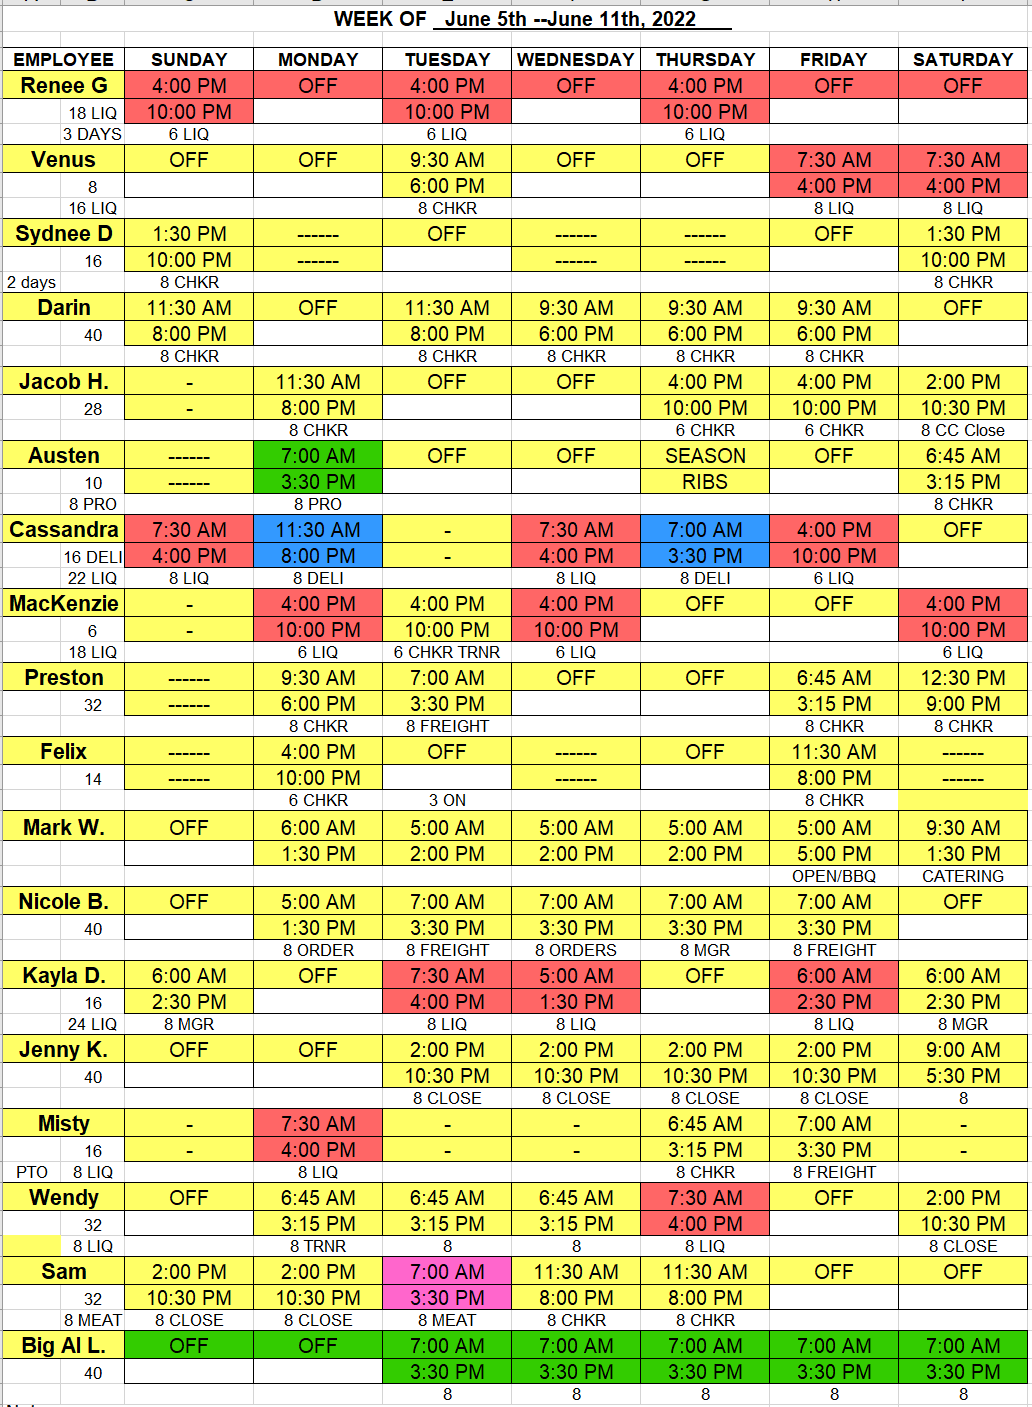 WEEK OF June 5th --June 11th, 2022
EMPLOYEE SUNDAY MONDAY TUESDAY WEDNESDAY THURSDAY FRIDAY SATURDAY
Renee G 4:00 PM OFF 4:00 PM OFF 4:00 PM OFF OFF
18 LIQ 10:00 PM 10:00 PM 10:00 PM
3 DAYS 6 LIQ 6 LIQ 6 LIQ
Venus OFF OFF 9:30 AM OFF OFF 7:30 AM 7:30 AM
8 6:00 PM 4:00 PM 4:00 PM
16 LIQ 8 CHKR 8 LIQ 8 LIQ
Sydnee D 1:30 PM ------ OFF ------ ------ OFF 1:30 PM
16 10:00 PM ------ ------ ------ 10:00 PM
2 days 8 CHKR 8 CHKR
Darin 11:30 AM OFF 11:30 AM 9:30 AM 9:30 AM 9:30 AM OFF
40 8:00 PM 8:00 PM 6:00 PM 6:00 PM 6:00 PM
8 CHKR 8 CHKR 8 CHKR 8 CHKR 8 CHKR
Jacob H. - 11:30 AM OFF OFF 4:00 PM 4:00 PM 2:00 PM
28 - 8:00 PM 10:00 PM 10:00 PM 10:30 PM
8 CHKR 6 CHKR 6 CHKR 8 CC Close
Austen ------ 7:00 AM OFF OFF SEASON OFF 6:45 AM
10 ------ 3:30 PM RIBS 3:15 PM
8 PRO 8 PRO 8 CHKR
Cassandra 7:30 AM 11:30 AM - 7:30 AM 7:00 AM 4:00 PM OFF
16 DELI 4:00 PM 8:00 PM - 4:00 PM 3:30 PM 10:00 PM
22 LIQ 8 LIQ 8 DELI 8 LIQ 8 DELI 6 LIQ
MacKenzie - 4:00 PM 4:00 PM 4:00 PM OFF OFF 4:00 PM
6 - 10:00 PM 10:00 PM 10:00 PM 10:00 PM
18 LIQ 6 LIQ 6 CHKR TRNR 6 LIQ 6 LIQ
Preston ------ 9:30 AM 7:00 AM OFF OFF 6:45 AM 12:30 PM
32 ------ 6:00 PM 3:30 PM 3:15 PM 9:00 PM
8 CHKR 8 FREIGHT 8 CHKR 8 CHKR
Felix ------ 4:00 PM OFF ------ OFF 11:30 AM ------
14 ------ 10:00 PM ------ 8:00 PM ------
6 CHKR 3 ON 8 CHKR
Mark W. OFF 6:00 AM 5:00 AM 5:00 AM 5:00 AM 5:00 AM 9:30 AM
1:30 PM 2:00 PM 2:00 PM 2:00 PM 5:00 PM 1:30 PM
OPEN/BBQ CATERING
Nicole B. OFF 5:00 AM 7:00 AM 7:00 AM 7:00 AM 7:00 AM OFF
40 1:30 PM 3:30 PM 3:30 PM 3:30 PM 3:30 PM
8 ORDER 8 FREIGHT 8 ORDERS 8 MGR 8 FREIGHT
Kayla D. 6:00 AM OFF 7:30 AM 5:00 AM OFF 6:00 AM 6:00 AM
16 2:30 PM 4:00 PM 1:30 PM 2:30 PM 2:30 PM
24 LIQ 8 MGR 8 LIQ 8 LIQ 8 LIQ 8 MGR
Jenny K. OFF OFF 2:00 PM 2:00 PM 2:00 PM 2:00 PM 9:00 AM
40 10:30 PM 10:30 PM 10:30 PM 10:30 PM 5:30 PM
8 CLOSE 8 CLOSE 8 CLOSE 8 CLOSE 8
Misty - 7:30 AM - - 6:45 AM 7:00 AM -
16 - 4:00 PM - - 3:15 PM 3:30 PM -
PTO 8 LIQ 8 LIQ 8 CHKR 8 FREIGHT
Wendy OFF 6:45 AM 6:45 AM 6:45 AM 7:30 AM OFF 2:00 PM
32 3:15 PM 3:15 PM 3:15 PM 4:00 PM 10:30 PM
8 LIQ 8 TRNR 8 8 8 LIQ 8 CLOSE
Sam 2:00 PM 2:00 PM 7:00 AM 11:30 AM 11:30 AM OFF OFF
32 10:30 PM 10:30 PM 3:30 PM 8:00 PM 8:00 PM
8 MEAT 8 CLOSE 8 CLOSE 8 MEAT 8 CHKR 8 CHKR
Big Al L. OFF OFF 7:00 AM 7:00 AM 7:00 AM 7:00 AM 7:00 AM
40 3:30 PM 3:30 PM 3:30 PM 3:30 PM 3:30 PM
8 8 8 8 8